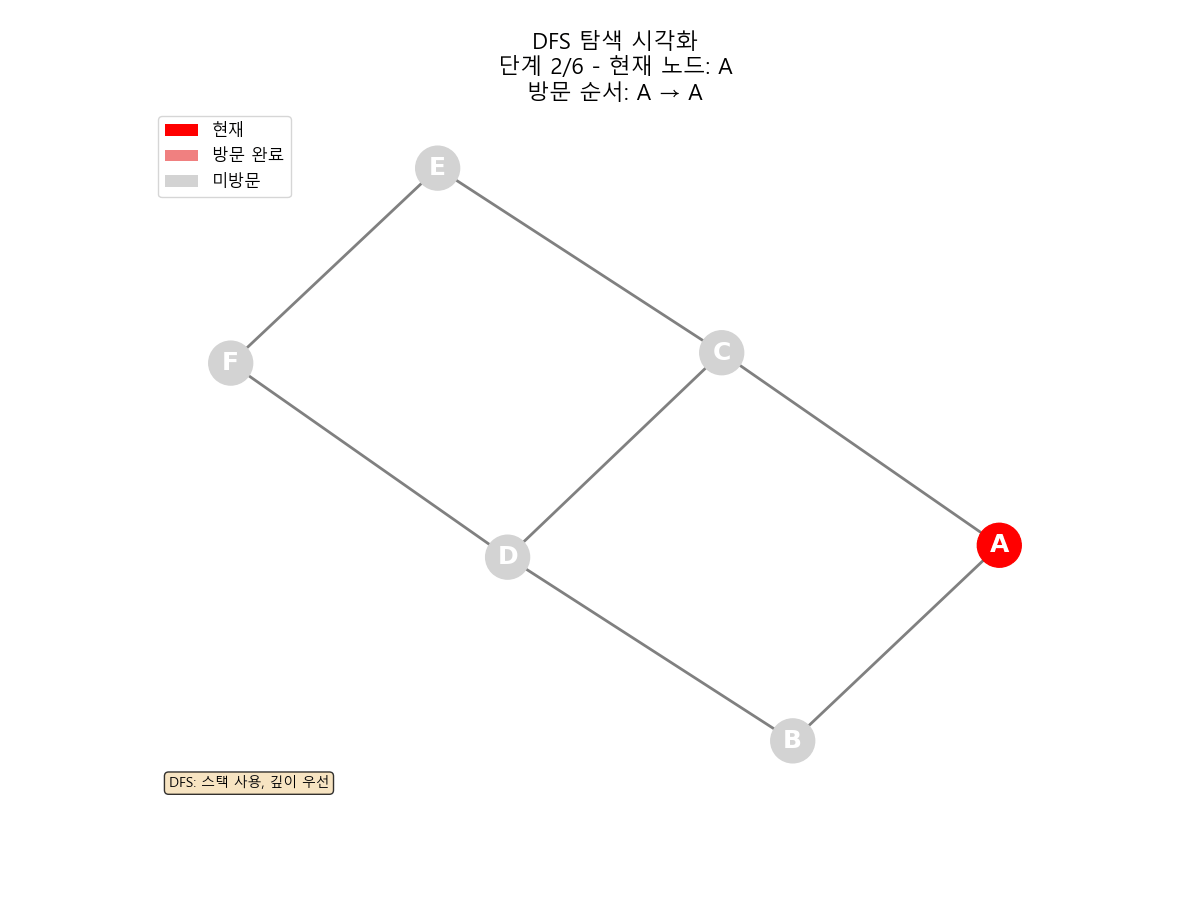 DFS 탐색 시각화
단계 2/6 - 현재 노드: A
방문 순서: A → A
현재
방문 완료
미방문
E
C
F
A
D
B
DFS: 스택 사용, 깊이 우선